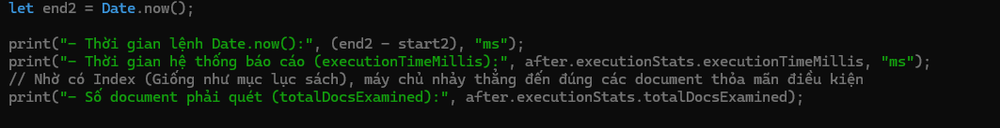 let end2 = Date.now();
print("- Thời gian lệnh Date.now():", (end2 - start2), "ms");
print("- Thời gian hệ thống báo cáo (executionTimeMillis):", after.executionStats.executionTimeMillis, "ms");
// Nhờ có Index (Giống như mục lục sách), máy chủ nhảy thẳng đến đúng các document thỏa mãn điều kiện
print("- Số document phải quét (totalDocsExamined):", after.executionStats.totalDocsExamined);